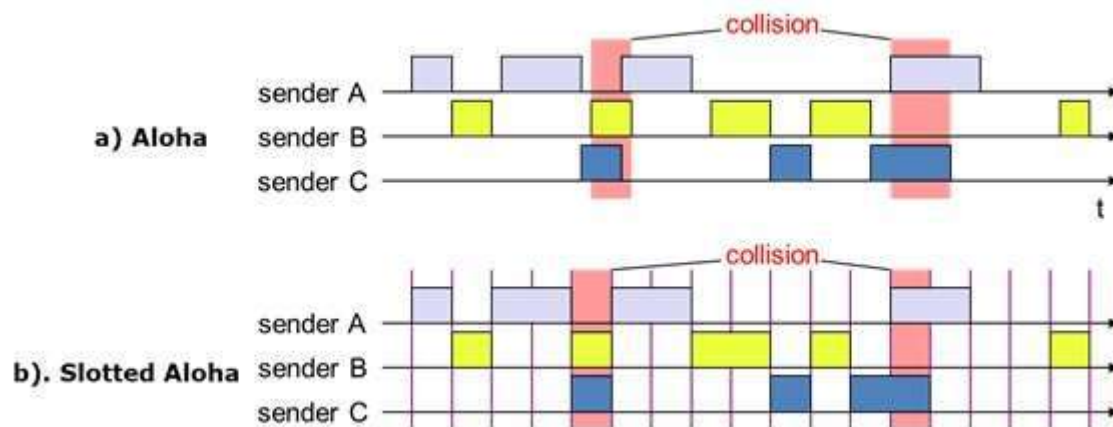 collision
sender A
a) Aloha
sender B
sender C
t
collision
sender A
b). Slotted Aloha
sender B
sender C